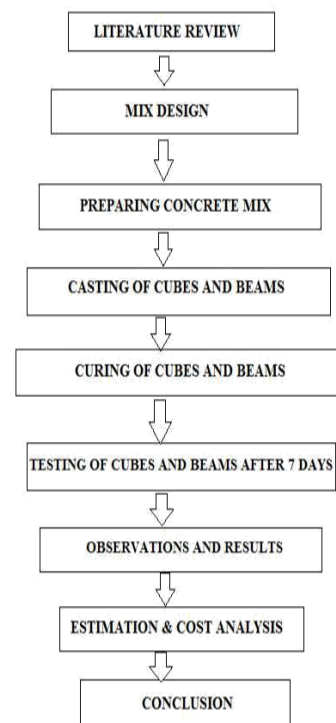 LITERATURE REVIEW
MIX DESIGN
PREPARING CONCRETE MIX
CASTING OF CUBES AND BEAMS
CURING OF CUBES AND BEAMS
TESTING OF CUBES AND BEAMS AFTER 7 DAYS
OBSERVATIONS AND RESULTS
ESTIMATION & COST ANALYSIS
CONCLUSION